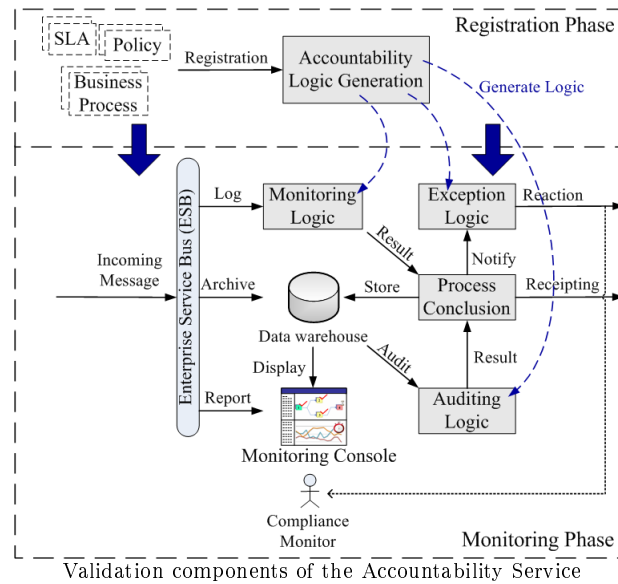 Registration Phase
SLA
Policy
Business
Process
Registration
Accountability
Logic Generation
Generate Logic
Enterprise Service Bus (ESB)
Log
Monitoring
Logic
Exception
Logic
Reaction
Result
Notify
Incoming
Message
Archive
Store
Process
Conclusion
Receipting
Data warehouse
Display
Audit
Result
Report
Auditing
Logic
Monitoring Console
Compliance
Monitor
Monitoring Phase
Validation components of the Accountability Service